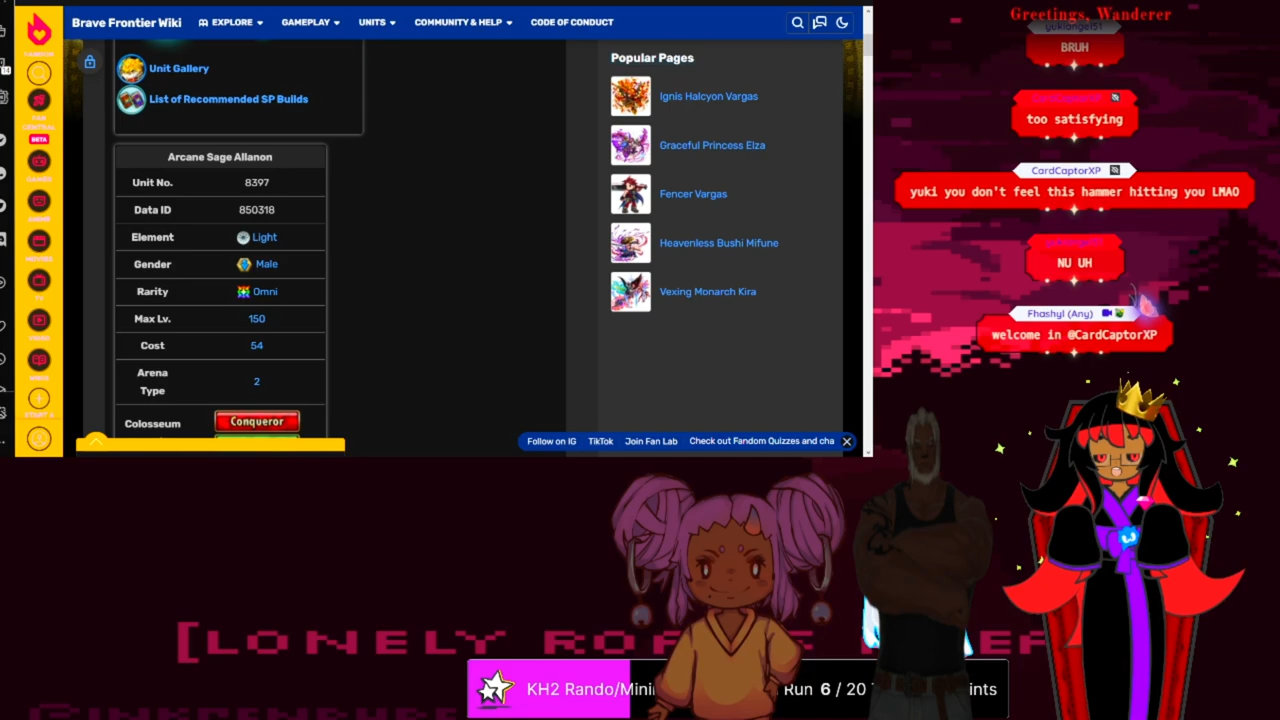 Brave Frontier Wiki
EXPLORE
GAMEPLAY
UNITS
COMMUNITY & HELP
CODE OF CONDUCT
BETA
Unit Gallery
List of Recommended SP Builds
Arcane Sage Allanon
Unit No. 8397
Data ID 850318
Element Light
Gender Male
Rarity Omni
Max Lv. 150
Cost 54
Arena
Type 2
Colosseum Conqueror
Popular Pages
Ignis Halcyon Vargas
Graceful Princess Elza
Fencer Vargas
Heavenless Bushi Mifune
Vexing Monarch Kira
Follow on IG TikTok Join Fan Lab Check out Fandom Quizzes and cha
Greetings, Wanderer
BRUH
too satisfying
CardCaptorXP
yuki you don't feel this hammer hitting you LMAO
NU UH
Fhashyl (Any)
welcome in @CardCaptorXP
[LONELY RO
KH2 Rando/Mini
Run 6 / 20
ints